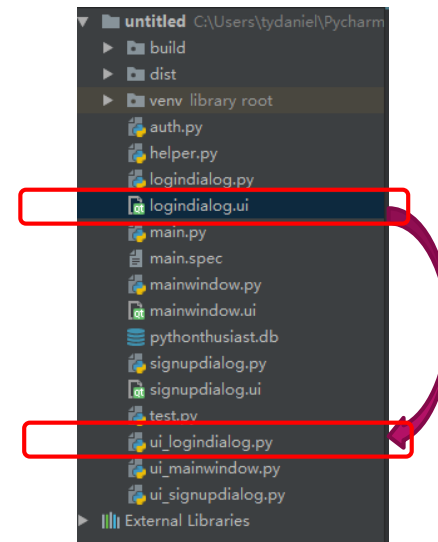 untitled C:\Users\tydaniel\Pycharm
build
dist
venv library root
auth.py
helper.py
logindialog.py
logindialog.ui
main.py
main.spec
mainwindow.py
mainwindow.ui
pythonthusiast.db
signupdialog.py
signupdialog.ui
test.py
ui_logindialog.py
ui_mainwindow.py
ui_signupdialog.py
External Libraries